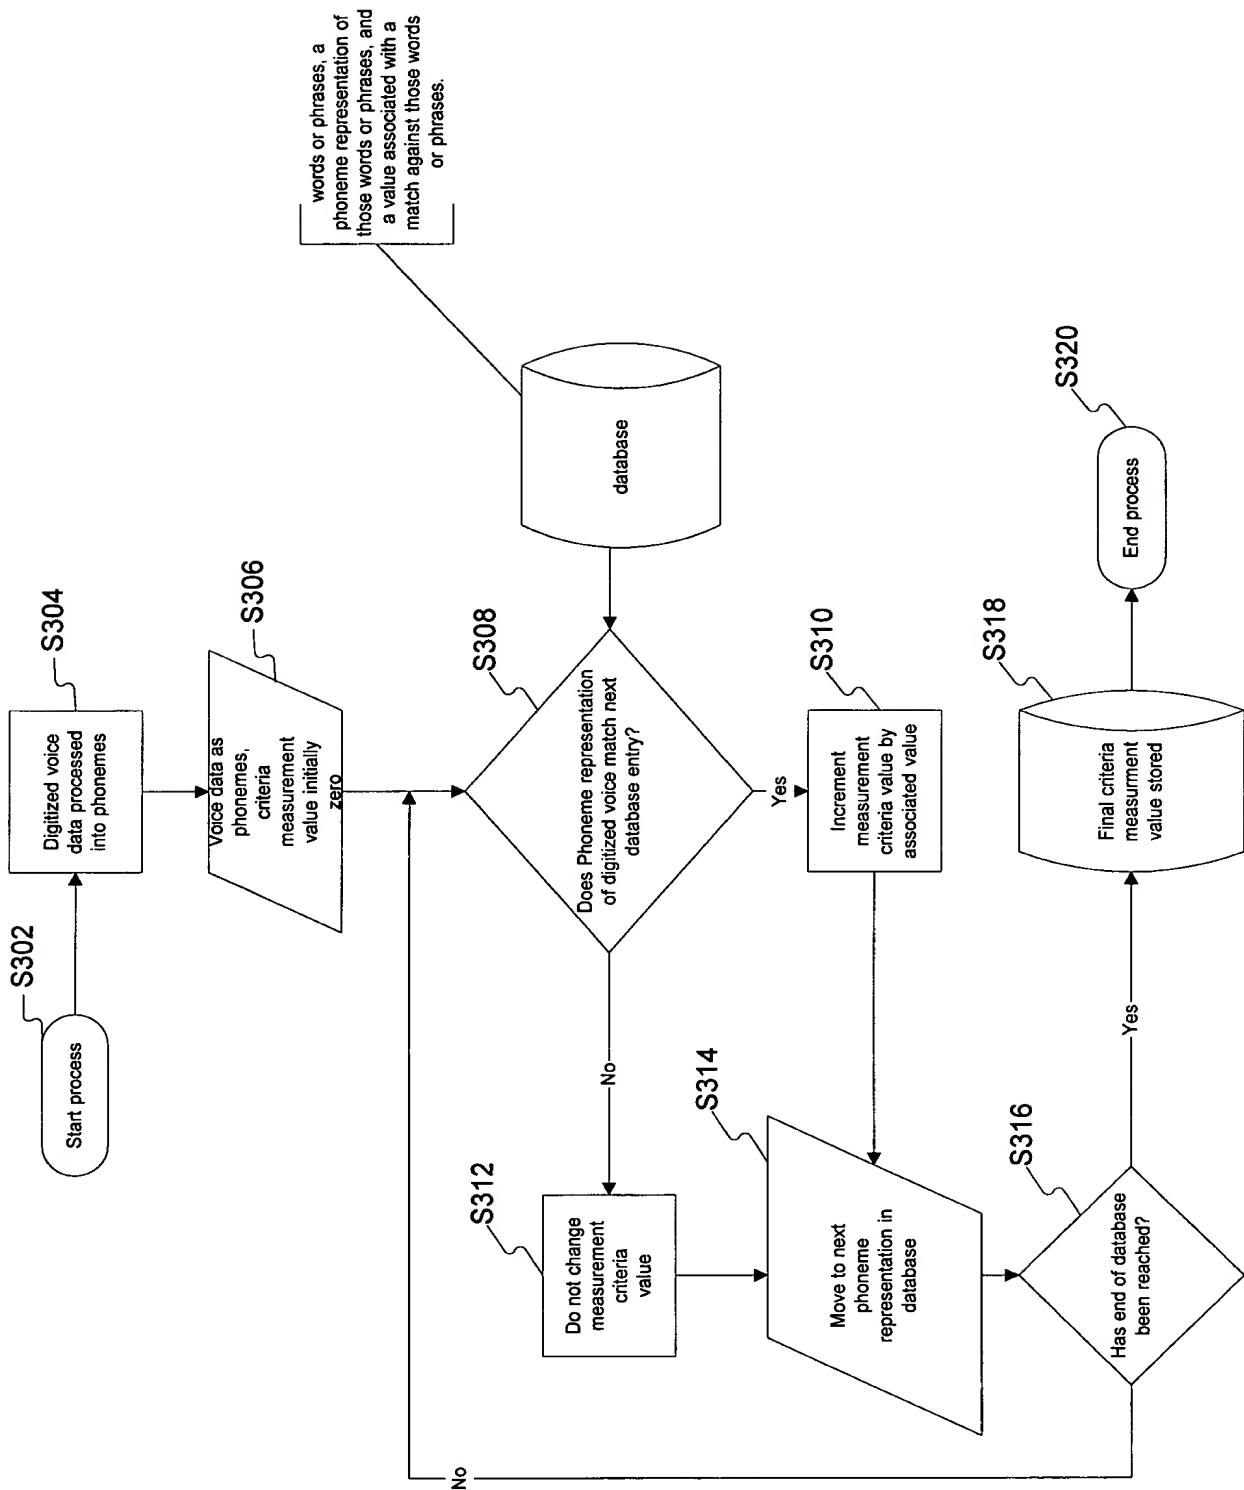 S302
Start process
S304
Digitized voice
data processed
into phonemes
S306
Voice data as
phonemes,
criteria
measurement
value initially
zero
words or phrases, a
phoneme representation of
those words or phrases, and
a value associated with a
match against those words
or phrases.
database
S308
Does Phoneme representation
of digitized voice match next
database entry?
No
Yes
S312
Do not change
measurement
criteria
value
S310
Increment
measurement
criteria value by
associated value
S314
Move to next
phoneme
representation in
database
S316
Has end of database
been reached?
No
Yes
S318
Final criteria
measurment
value stored
S320
End process